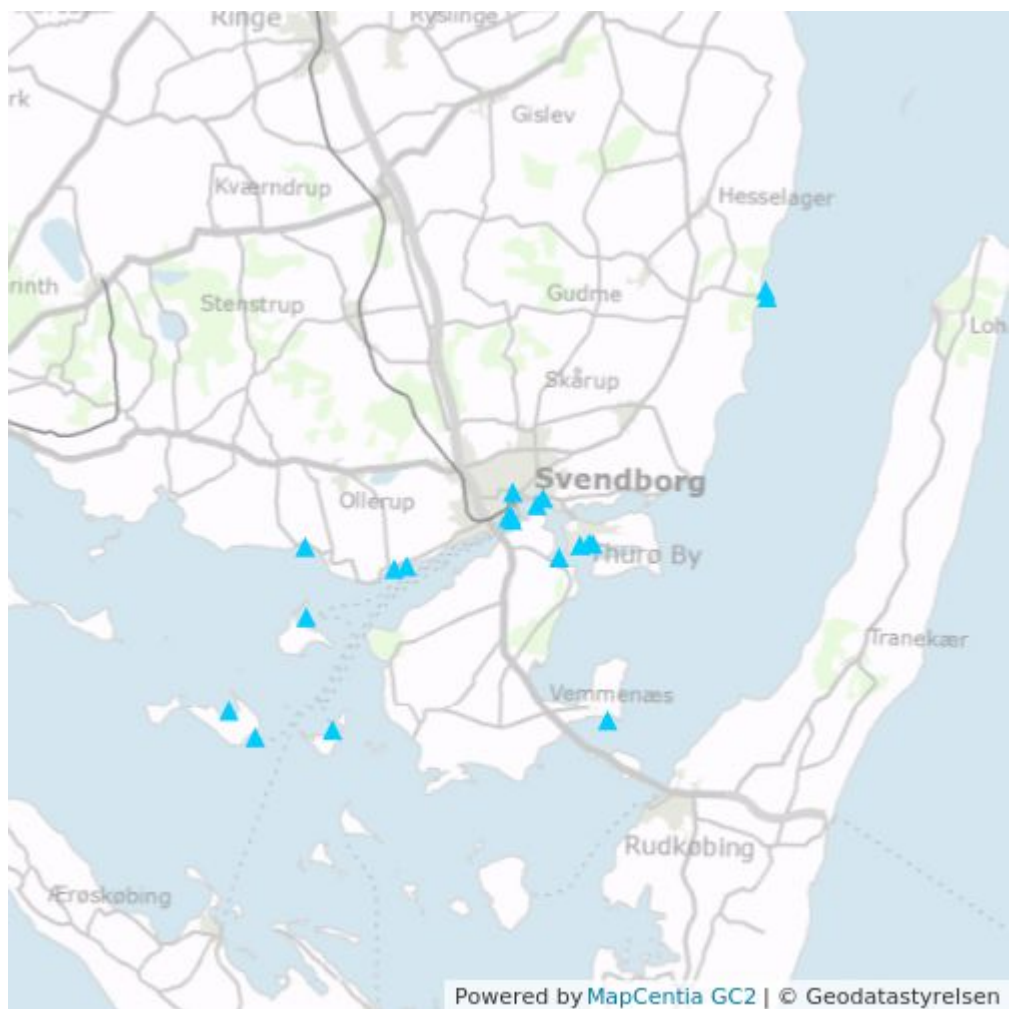 Ringe
Ryslinge
rk
Gislev
Kværndrup
Hesselager
rinth
Stenstrup
Gudme
Loh
Skårup
Svendborg
Ollerup
Thurø By
Tranekær
Vemmenæs
Rudkøbing
Ærøskøbing
Powered by MapCentia GC2 | © Geodatastyrelsen